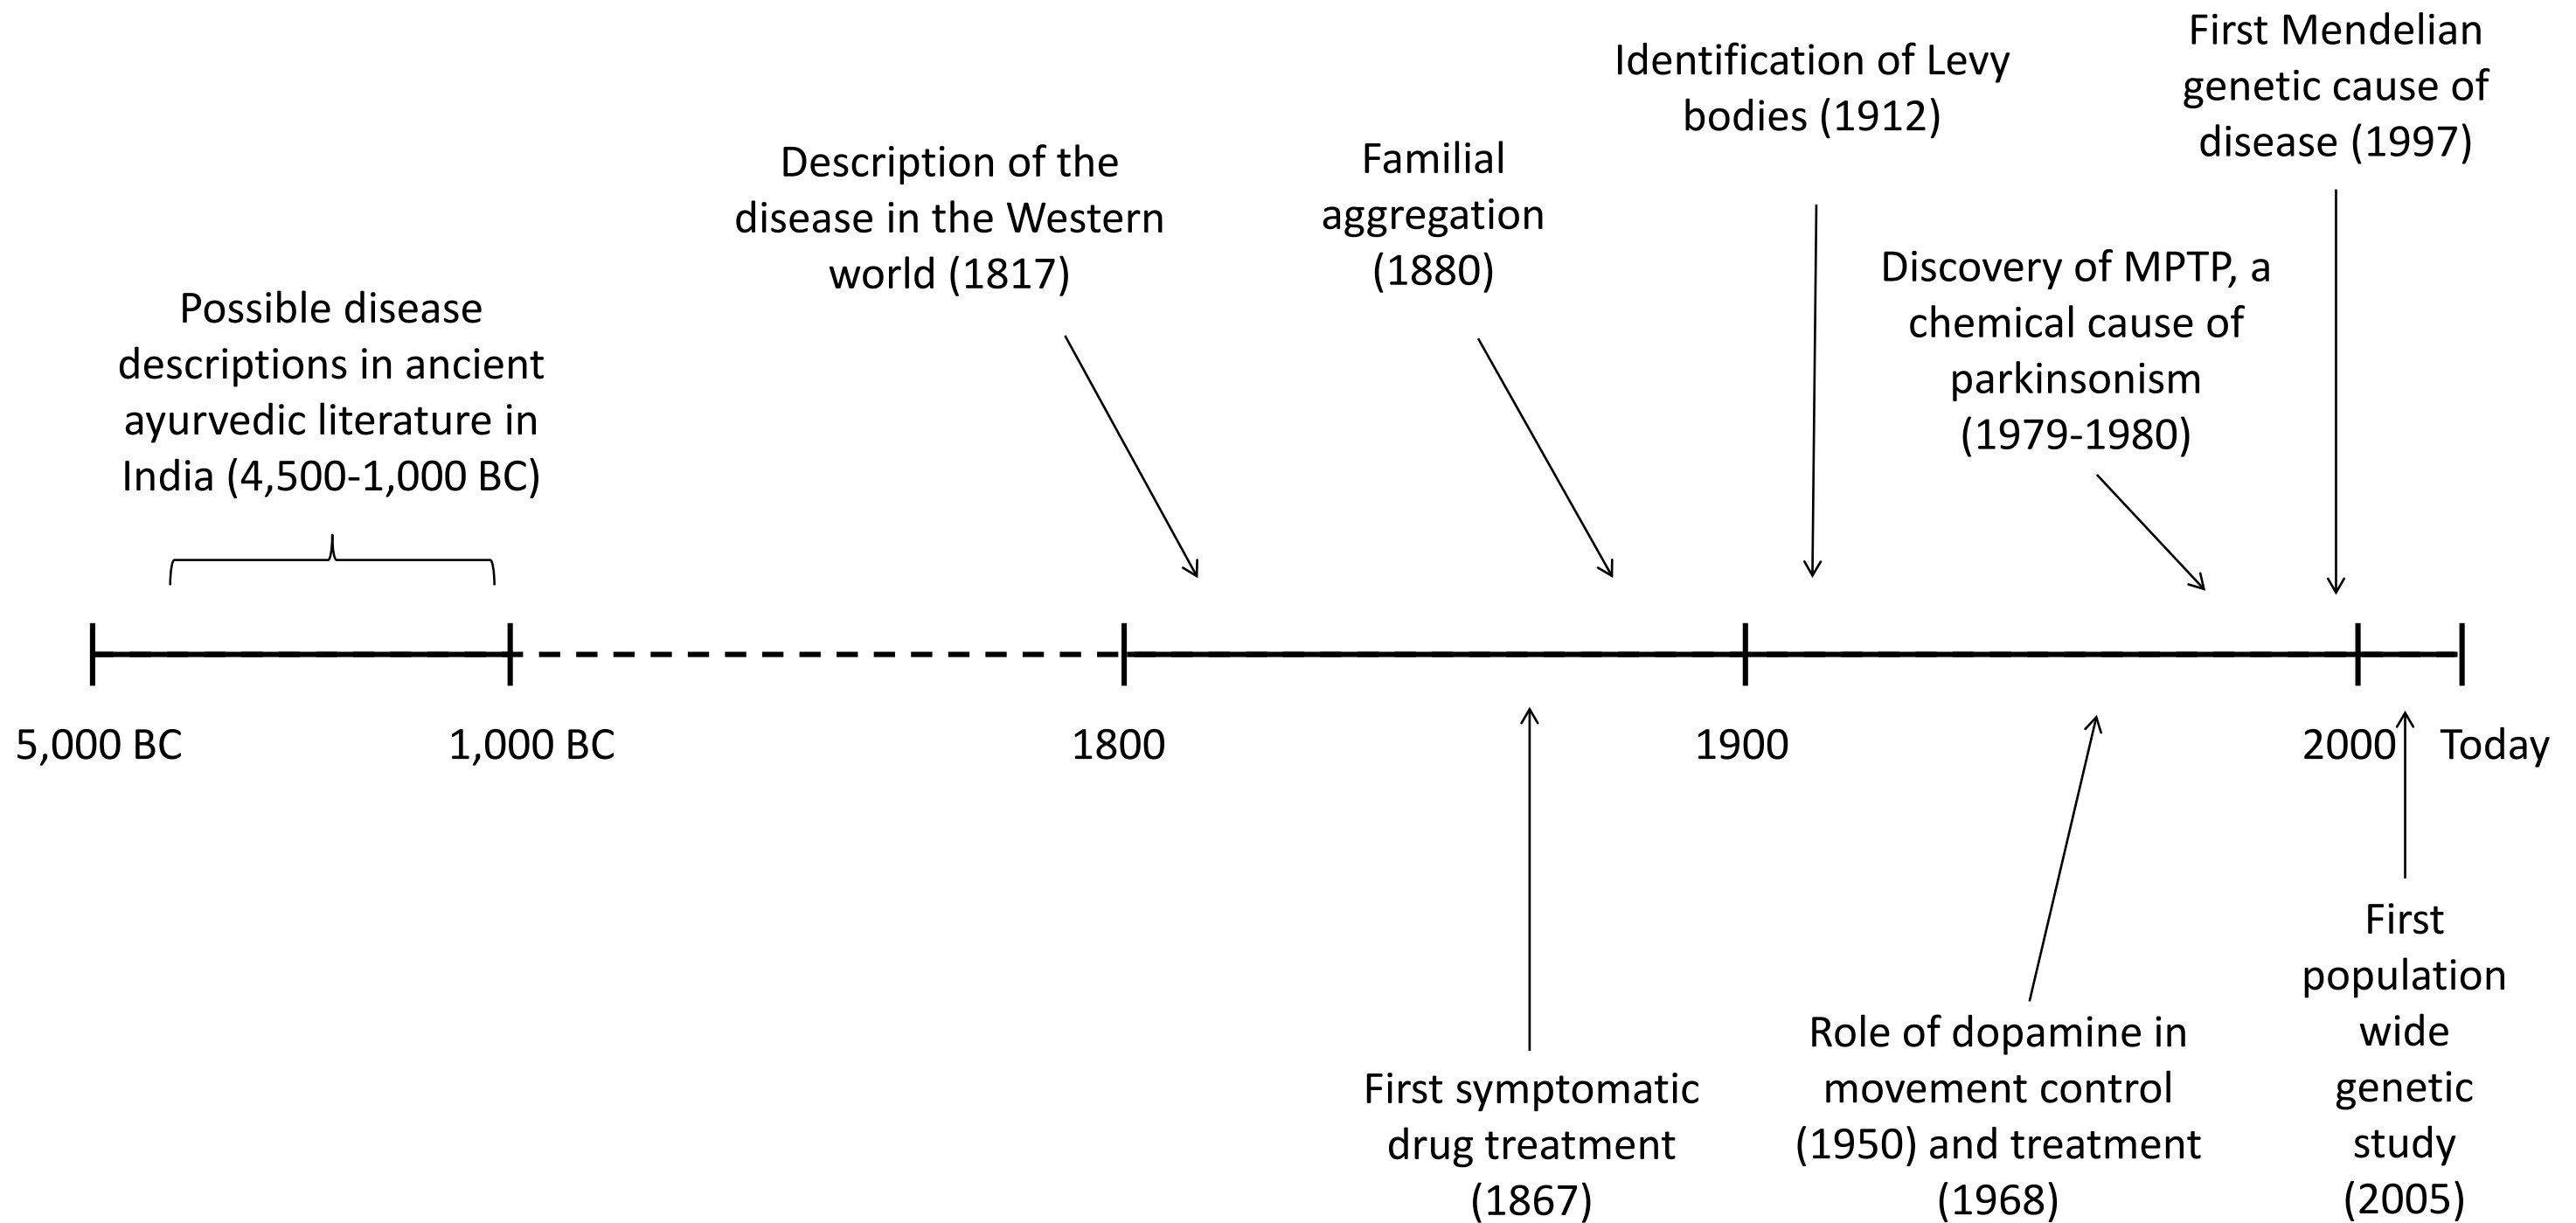 Possible disease
descriptions in ancient
ayurvedic literature in
India (4,500-1,000 BC)
Description of the
disease in the Western
world (1817)
Familial
aggregation
(1880)
Identification of Levy
bodies (1912)
Discovery of MPTP, a
chemical cause of
parkinsonism
(1979-1980)
First Mendelian
genetic cause of
disease (1997)
5,000 BC
1,000 BC
1800
1900
2000
Today
First symptomatic
drug treatment
(1867)
Role of dopamine in
movement control
(1950) and treatment
(1968)
First
population
wide
genetic
study
(2005)